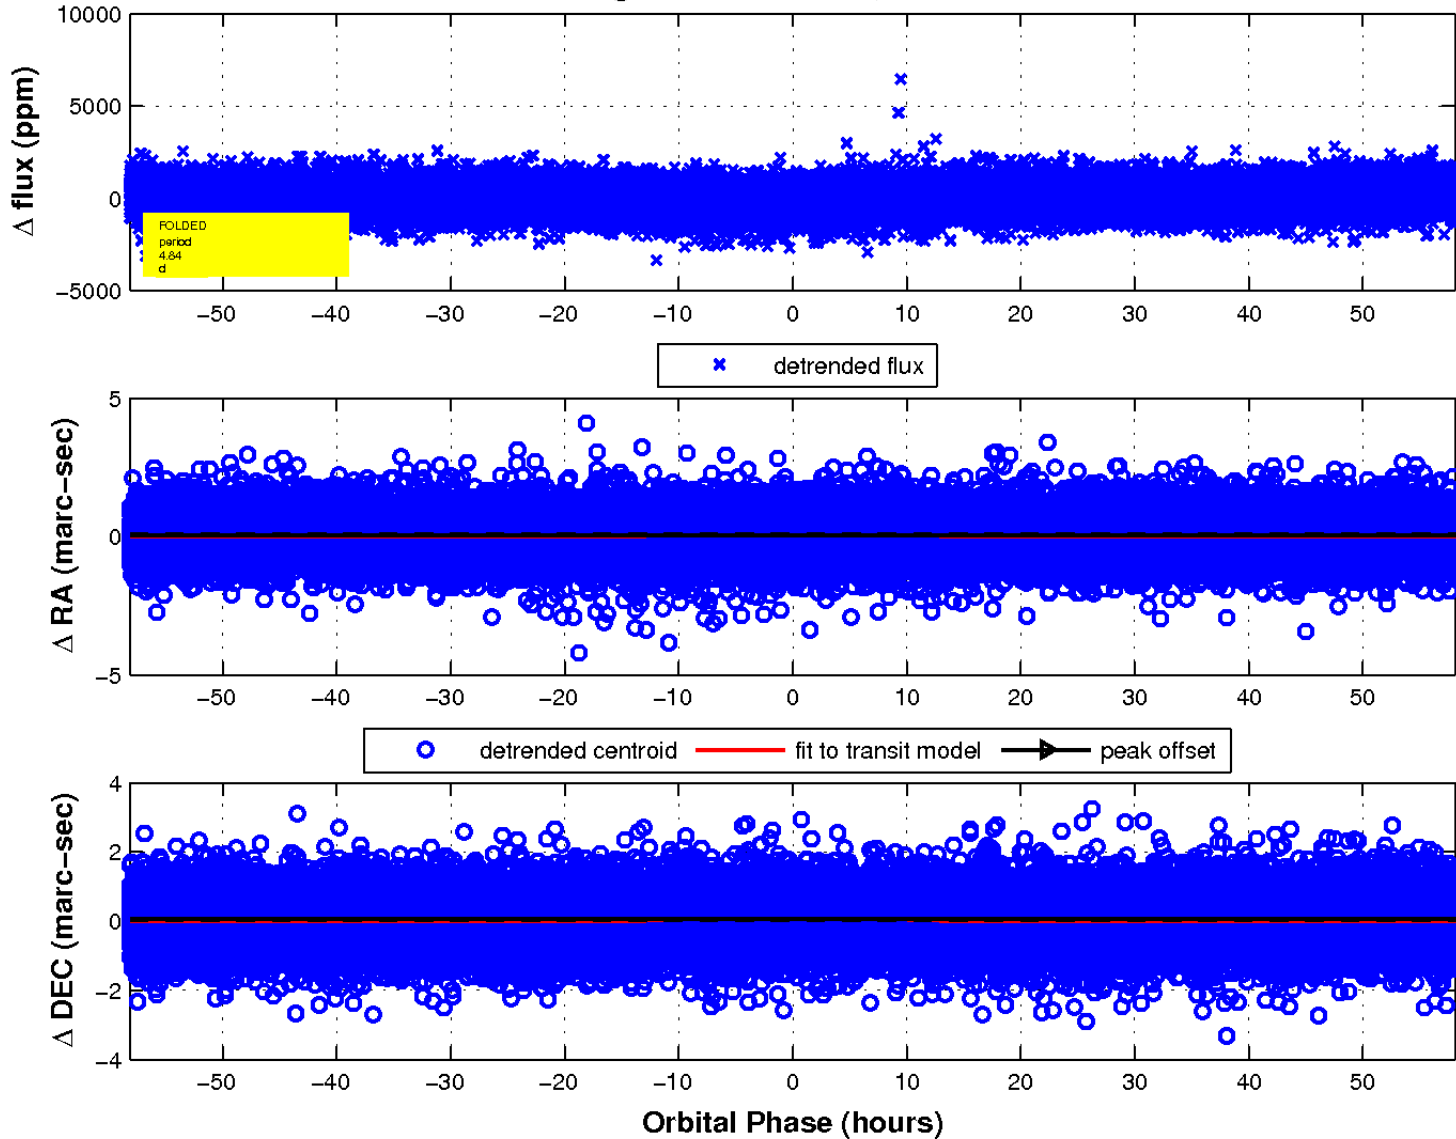 10000
5000
0
−5000
Δ flux (ppm)
FOLDED
period
4.84
d
−50 −40 −30 −20 −10 0 10 20 30 40 50
detrended flux
5
0
−5
Δ RA (marc−sec)
−50 −40 −30 −20 −10 0 10 20 30 40 50
detrended centroid fit to transit model peak offset
4
2
0
−2
−4
Δ DEC (marc−sec)
−50 −40 −30 −20 −10 0 10 20 30 40 50
Orbital Phase (hours)